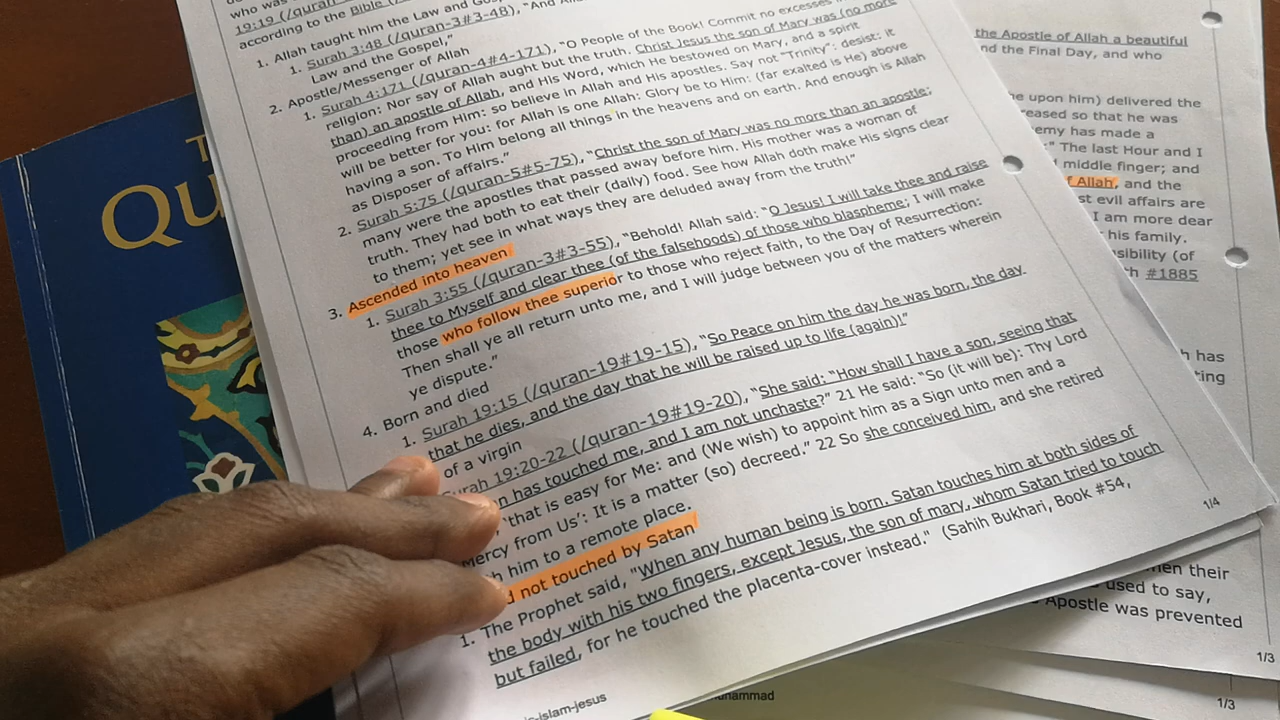 who was
19:19 (/quran
according to the Bible
1. Allah taught him the Law and Gos
1. Surah 3:48 (/quran-3#3-48), "And
Law and the Gospel,"
2. Apostle/Messenger of Allah
1. Surah 4:171 (/quran-4#4-171), "O People of the Book! Commit no excesses
religion: Nor say of Allah aught but the truth. Christ Jesus the son of Mary was (no more
than) an apostle of Allah, and His Word, which He bestowed on Mary, and a spirit
proceeding from Him: so believe in Allah and His apostles. Say not "Trinity": desist: it
will be better for you: for Allah is one Allah: Glory be to Him: (far exalted is He) above
having a son. To Him belong all things in the heavens and on earth. And enough is Allah
as Disposer of affairs."
2. Surah 5:75 (/quran-5#5-75), "Christ the son of Mary was no more than an apostle;
many were the apostles that passed away before him. His mother was a woman of
truth. They had both to eat their (daily) food. See how Allah doth make His signs clear
to them; yet see in what ways they are deluded away from the truth!"
3. Ascended into heaven
1. Surah 3:55 (/quran-3#3-55), "Behold! Allah said: "O Jesus! I will take thee and raise
thee to Myself and clear thee (of the falsehoods) of those who blaspheme; I will make
those who follow thee superior to those who reject faith, to the Day of Resurrection:
Then shall ye all return unto me, and I will judge between you of the matters wherein
ye dispute."
4. Born and died
1. Surah 19:15 (/quran-19#19-15), "So Peace on him the day he was born, the day
that he dies, and the day that he will be raised up to life (again)!"
of a virgin
urah 19:20-22 (/quran-19#19-20), "She said: "How shall I have a son, seeing that
n has touched me, and I am not unchaste?" 21 He said: "So (it will be): Thy Lord
'that is easy for Me: and (We wish) to appoint him as a Sign unto men and a
Mercy from Us': It is a matter (so) decreed." 22 So she conceived him, and she retired
h him to a remote place.
d not touched by Satan
1. The Prophet said, "When any human being is born, Satan touches him at both sides of
the body with his two fingers, except Jesus, the son of mary, whom Satan tried to touch
but failed, for he touched the placenta-cover instead." (Sahih Bukhari, Book #54,
1/4
-islam-jesus
QU
the Apostle of Allah a beautiful
nd the Final Day, and who
he upon him) delivered the
reased so that he was
emy has made a
" The last Hour and I
middle finger; and
f Allah, and the
st evil affairs are
I am more dear
his family.
sibility (of
h #1885
h has
ting
hen their
used to say,
Apostle was prevented
1/3
uhammad
1/3